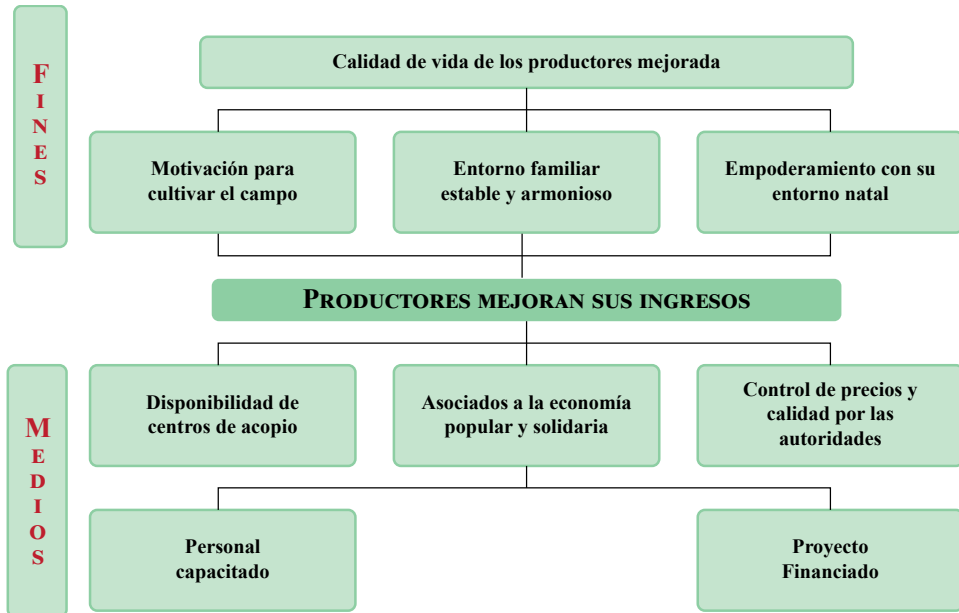 FINES
Calidad de vida de los productores mejorada
Motivación para
cultivar el campo
Entorno familiar
estable y armonioso
Empoderamiento con su
entorno natal
PRODUCTORES MEJORAN SUS INGRESOS
MEDIOS
Disponibilidad de
centros de acopio
Asociados a la economía
popular y solidaria
Control de precios y
calidad por las
autoridades
Personal
capacitado
Proyecto
Financiado